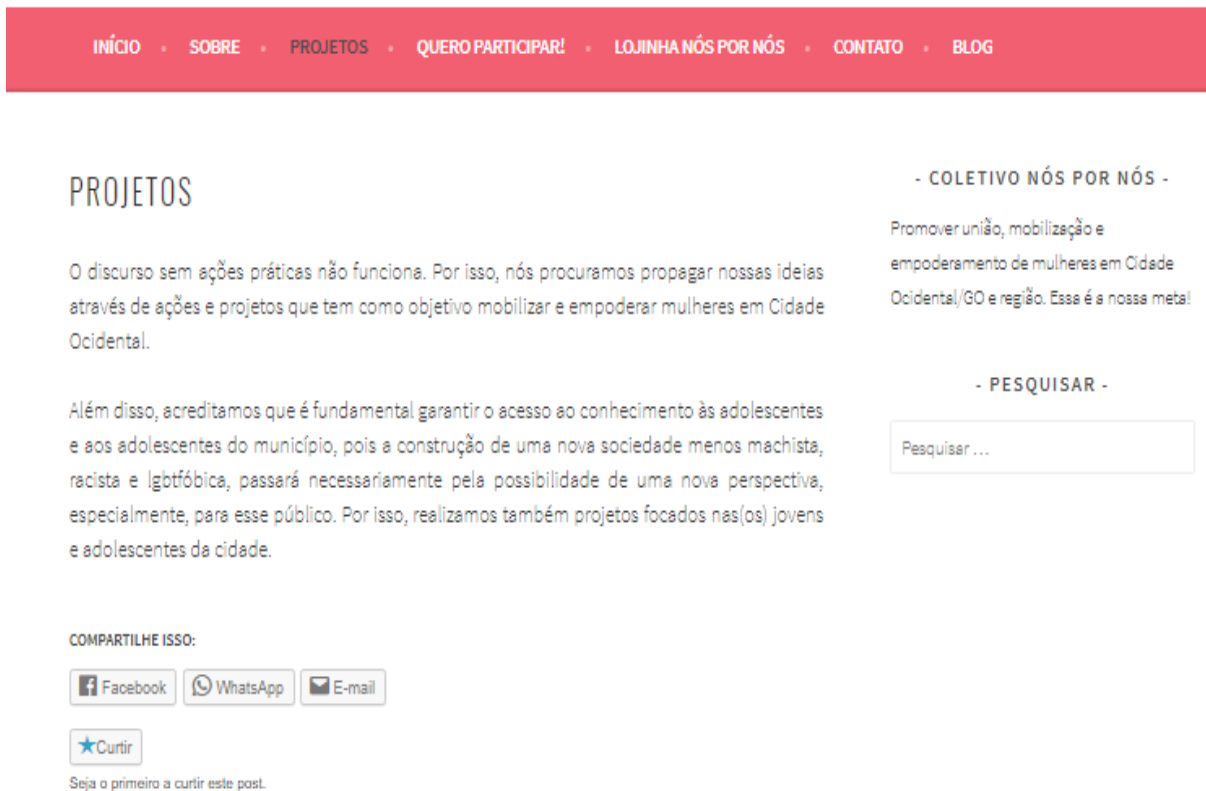 INÍCIO • SOBRE • PROJETOS • QUERO PARTICIPAR! • LOJINHA NÓS POR NÓS • CONTATO • BLOG
PROJETOS
O discurso sem ações práticas não funciona. Por isso, nós procuramos propagar nossas ideias
através de ações e projetos que tem como objetivo mobilizar e empoderar mulheres em Cidade
Ocidental.
Além disso, acreditamos que é fundamental garantir o acesso ao conhecimento às adolescentes
e aos adolescentes do município, pois a construção de uma nova sociedade menos machista,
racista e lgbtfóbica, passará necessariamente pela possibilidade de uma nova perspectiva,
especialmente, para esse público. Por isso, realizamos também projetos focados nas(os) jovens
e adolescentes da cidade.
COMPARTILHE ISSO:
Facebook WhatsApp E-mail
Curtir
Seja o primeiro a curtir este post.
- COLETIVO NÓS POR NÓS -
Promover união, mobilização e
empoderamento de mulheres em Cidade
Ocidental/GO e região. Essa é a nossa meta!
- PESQUISAR -
Pesquisar ...